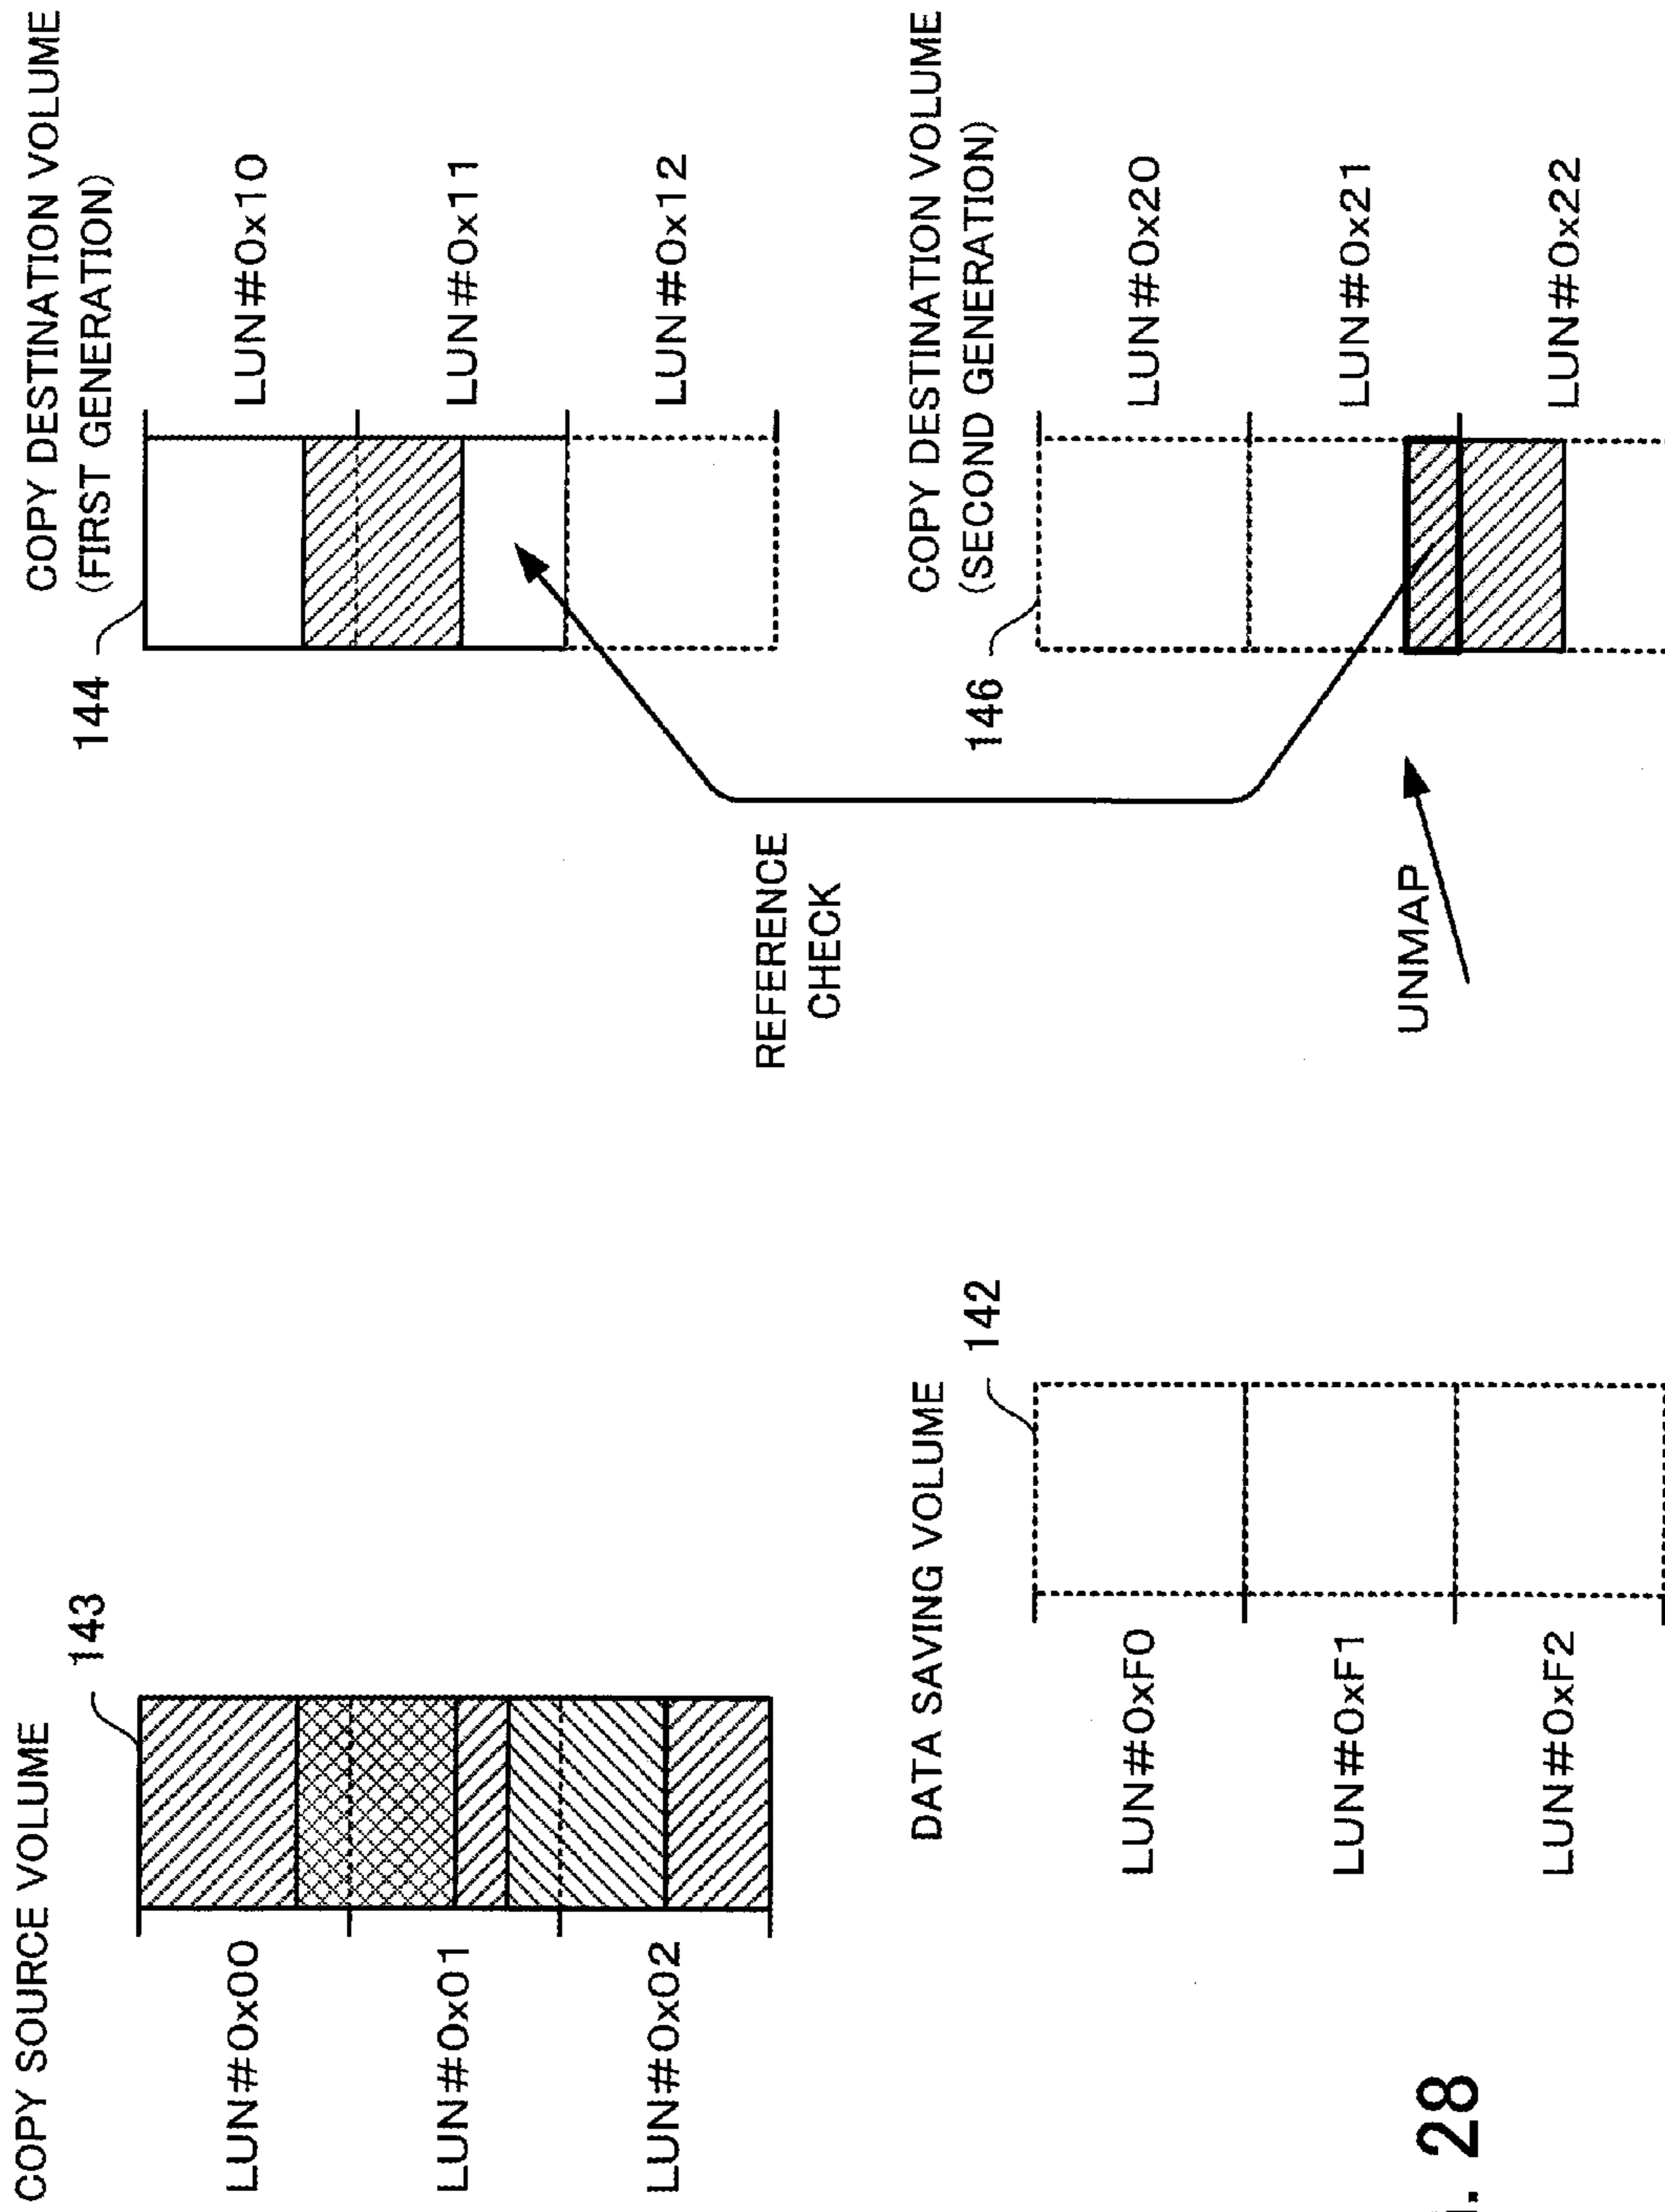 COPY SOURCE VOLUME
143
LUN#0x00
LUN#0x01
LUN#0x02
COPY DESTINATION VOLUME
(FIRST GENERATION)
144
LUN#0x10
LUN#0x11
LUN#0x12
REFERENCE
CHECK
DATA SAVING VOLUME
142
LUN#0xF0
LUN#0xF1
LUN#0xF2
COPY DESTINATION VOLUME
(SECOND GENERATION)
146
LUN#0x20
LUN#0x21
LUN#0x22
UNMAP
28